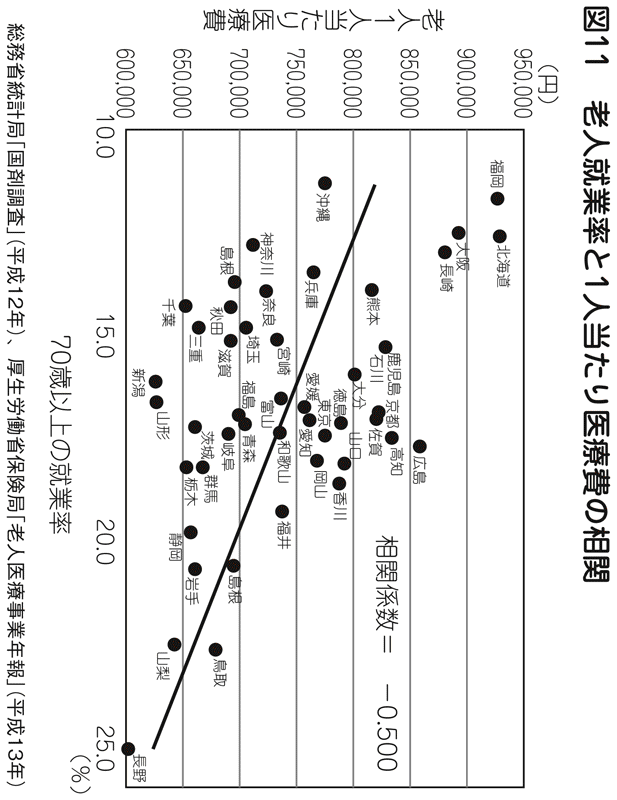 図11　老人就業率と1人当たり医療費の相関
(円)
950,000
900,000
850,000
800,000
750,000
700,000
650,000
600,000
老人1人当たり医療費
福岡
北海道
大阪
長崎
沖縄
神奈川
島根
兵庫
熊本
奈良
千葉
秋田
三重
滋賀
埼玉
宮崎
鹿児島
石川
大分
京都
佐賀
高知
広島
新潟
山形
福島
富山
愛媛
東京
徳島
山口
愛知
青森
和歌山
茨城
岐阜
岡山
香川
栃木
群馬
福井
静岡
岩手
島根
山梨
鳥取
長野
相関係数＝　−0.500
10.0
15.0
20.0
25.0
(%)
70歳以上の就業率
総務省統計局「国剤調査」(平成12年)、厚生労働省保険局「老人医療事業年報」(平成13年)